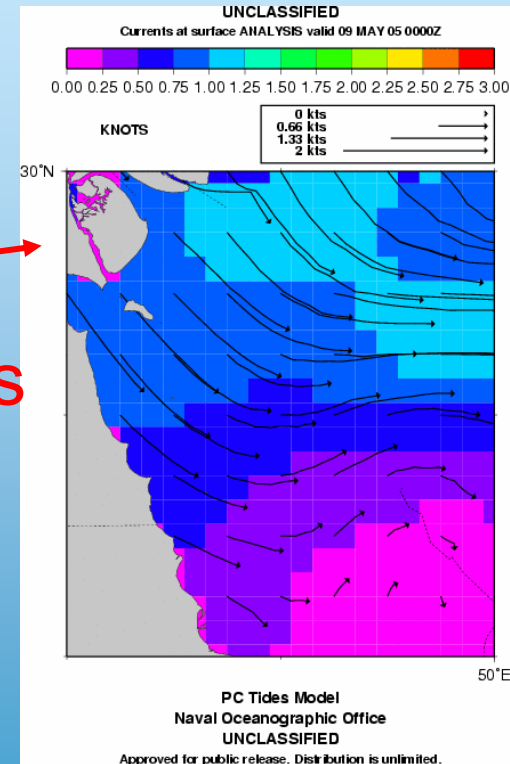 UNCLASSIFIED
Currents at surface ANALYSIS valid 09 MAY 05 0000Z
0.00 0.25 0.50 0.75 1.00 1.25 1.50 1.75 2.00 2.25 2.50 2.75 3.00
KNOTS
0 kts
0.66 kts
1.33 kts
2 kts
30°N
S
50°E
PC Tides Model
Naval Oceanographic Office
UNCLASSIFIED
Approved for public release. Distribution is unlimited.